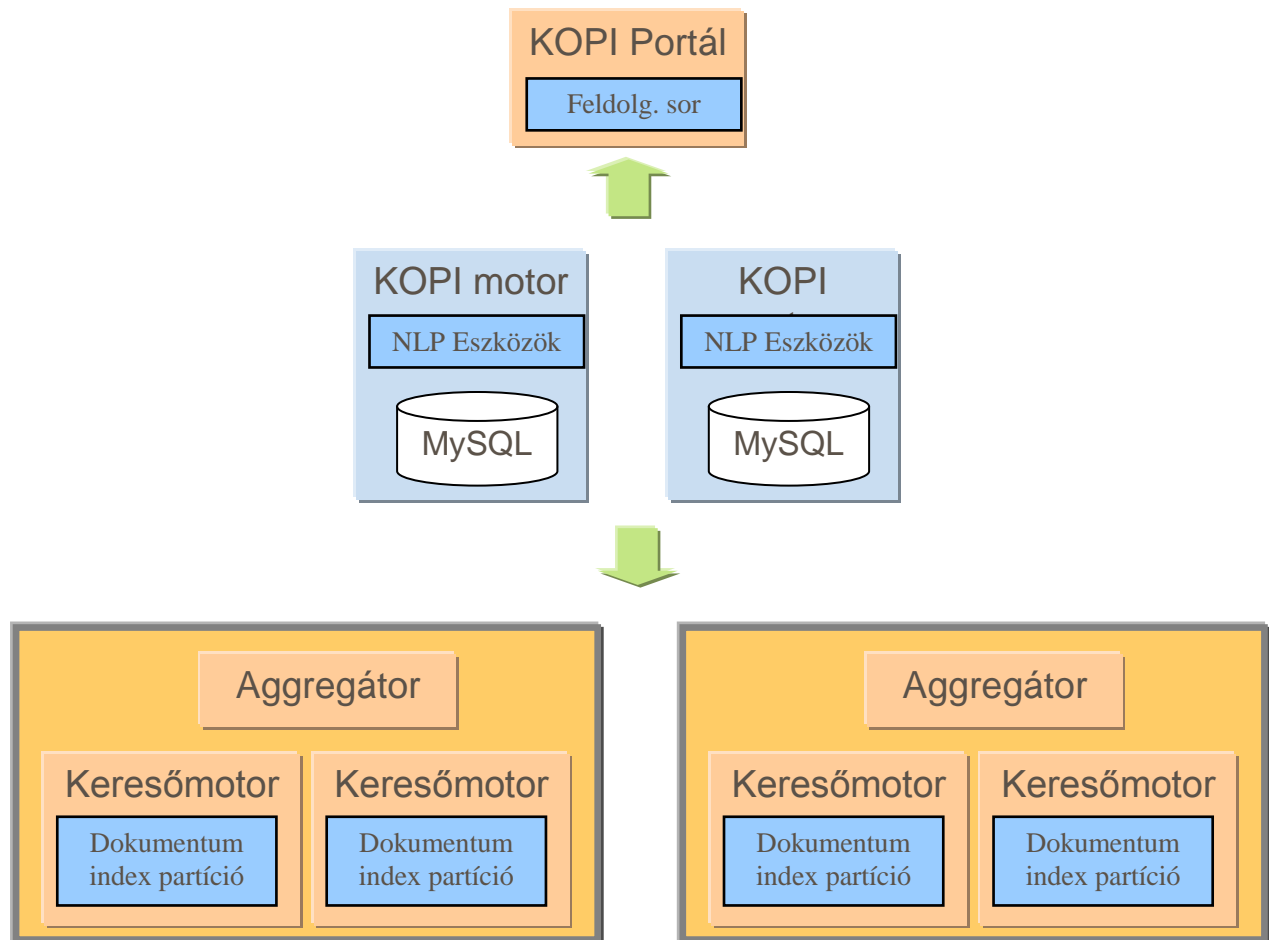 KOPI Portál
Feldolg. sor
KOPI motor
NLP Eszközök
MySQL
KOPI
NLP Eszközök
MySQL
Aggregátor
Keresőmotor
Dokumentum
index partíció
Keresőmotor
Dokumentum
index partíció
Aggregátor
Keresőmotor
Dokumentum
index partíció
Keresőmotor
Dokumentum
index partíció